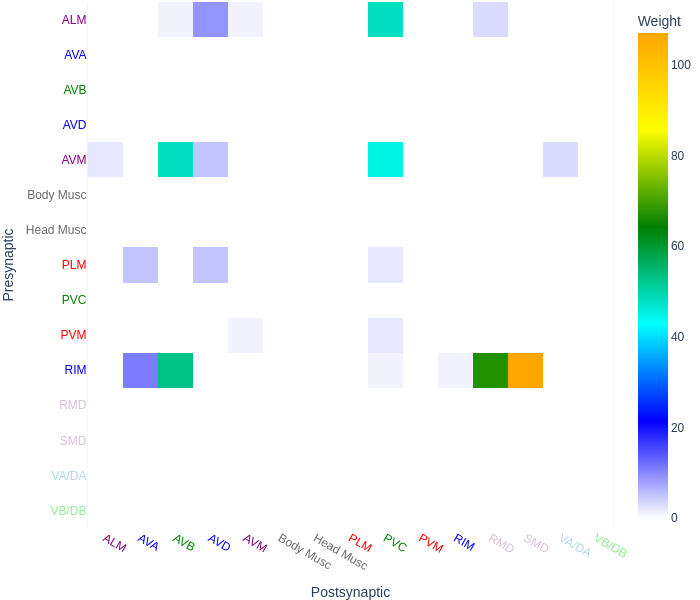 Weight
ALM
AVA
AVB
AVD
AVM
Body Musc
Head Musc
PLM
PVC
PVM
RIM
RMD
SMD
VA/DA
VB/DB
Presynaptic
ALM
AVA
AVB
AVD
AVM
Body Musc
Head Musc
PLM
PVC
PVM
RIM
RMD
SMD
VA/DA
VB/DB
Postsynaptic
100
80
60
40
20
0